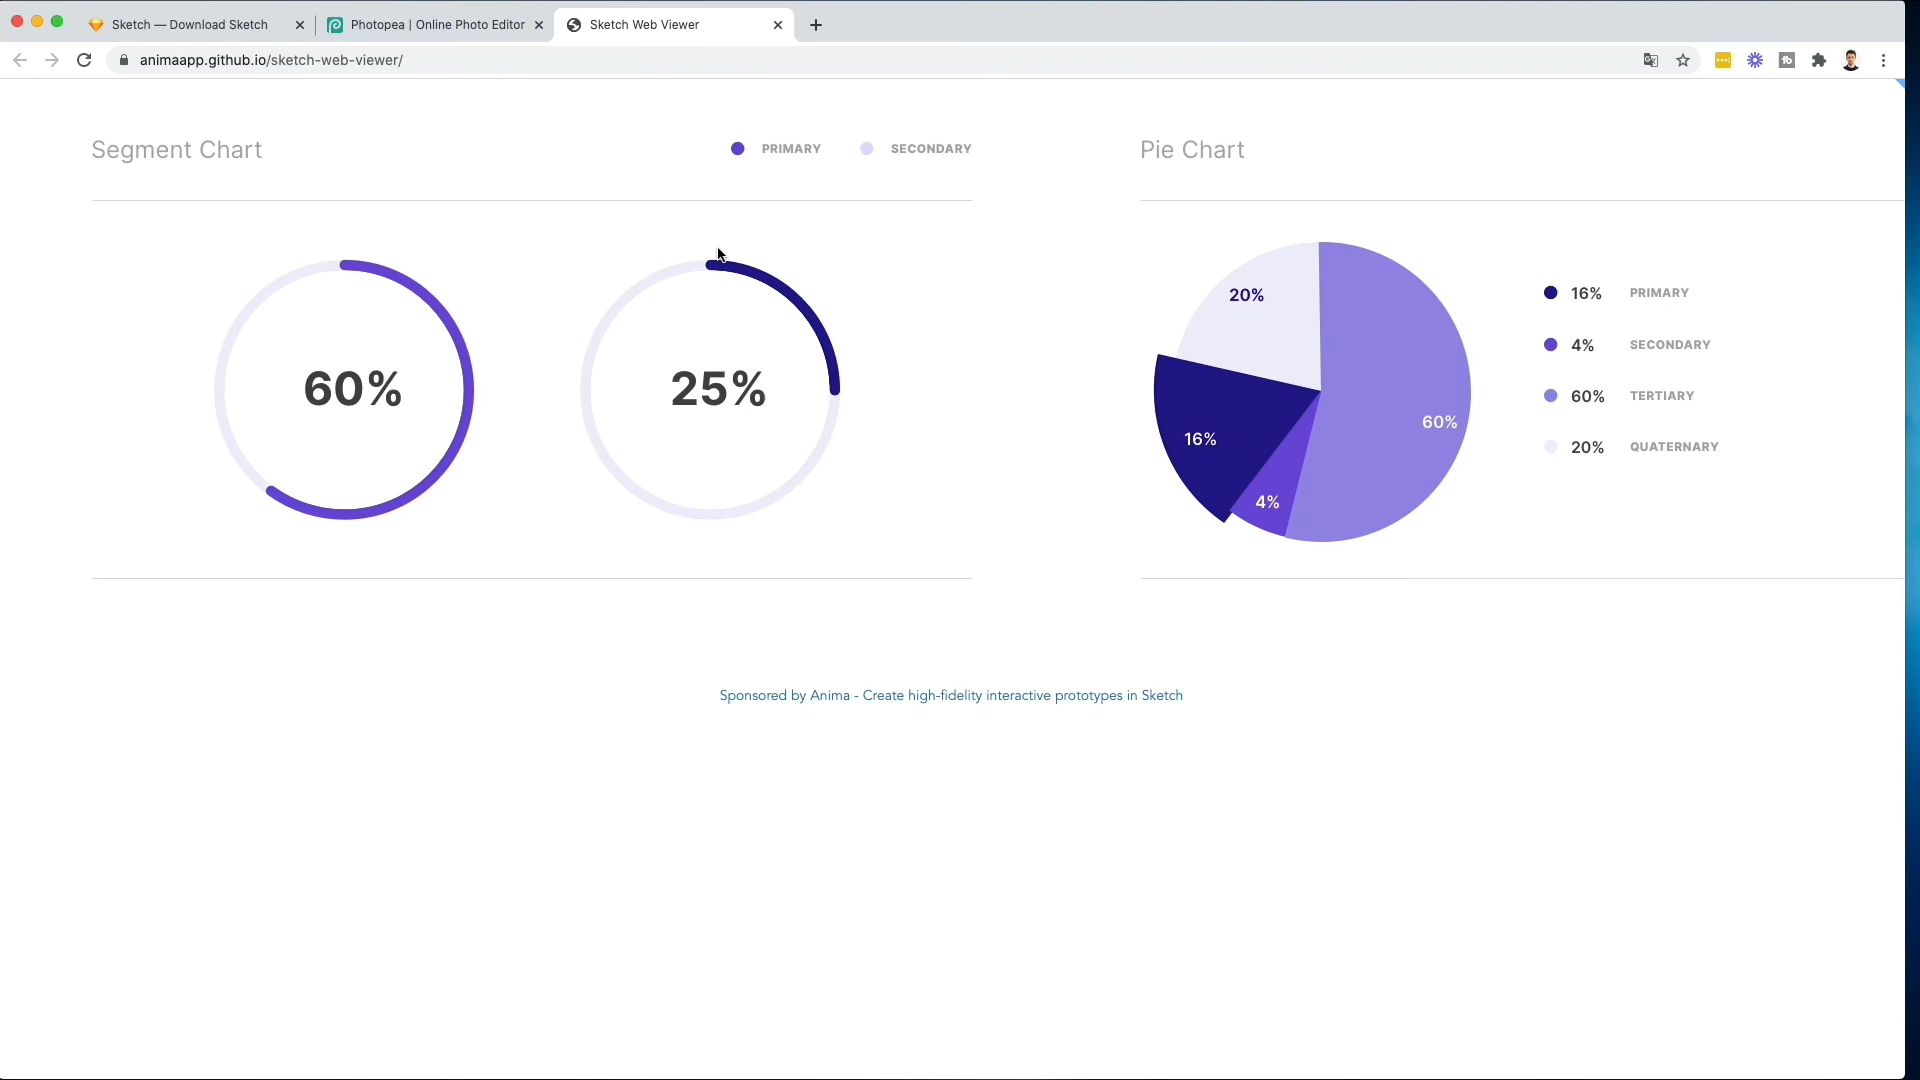 Sketch — Download Sketch
Photopea | Online Photo Editor
Sketch Web Viewer
animaapp.github.io/sketch-web-viewer/
Segment Chart
PRIMARY
SECONDARY
60%
25%
Pie Chart
20%
60%
16%
4%
16% PRIMARY
4% SECONDARY
60% TERTIARY
20% QUATERNARY
Sponsored by Anima - Create high-fidelity interactive prototypes in Sketch